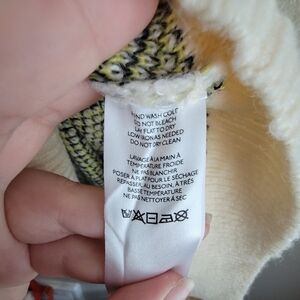 HAND WASH COLD
DO NOT BLEACH
LAY FLAT TO DRY
LOW IRON AS NEEDED
DO NOT DRY CLEAN
LAVAGE À LA MAIN À
TEMPÉRATURE FROIDE
NE PAS BLANCHIR
POSER À PLAT POUR LE SÉCHAGE
REPASSER AU BESOIN, À TRÈS
BASSE TEMPÉRATURE
NE PAS NETTOYER À SEC